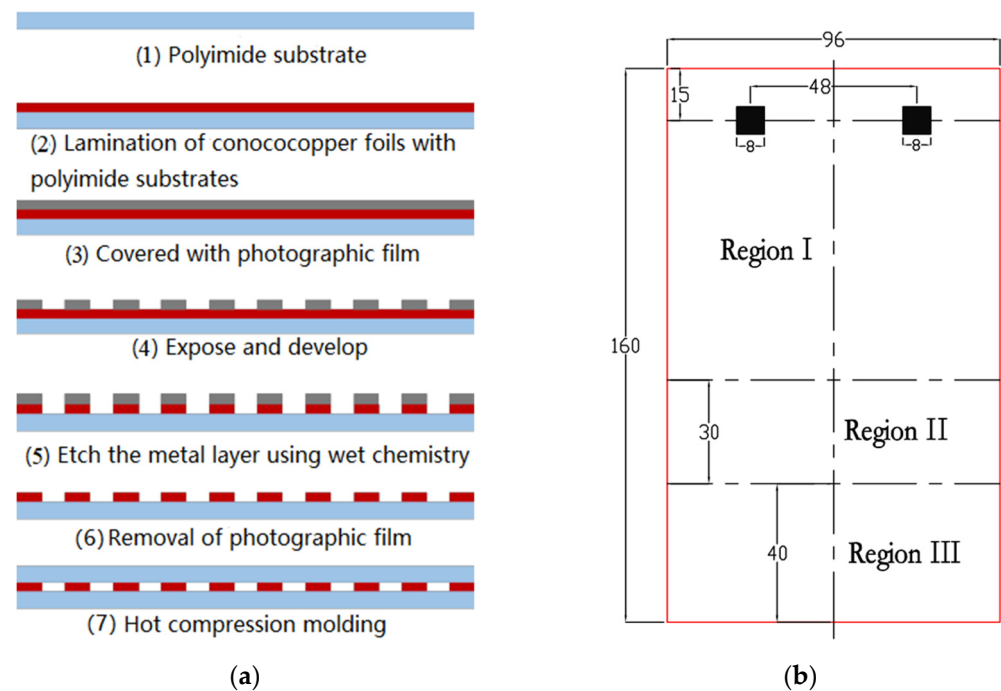 (1) Polyimide substrate
(2) Lamination of conococopper foils with
polyimide substrates
(3) Covered with photographic film
(4) Expose and develop
(5) Etch the metal layer using wet chemistry
(6) Removal of photographic film
(7) Hot compression molding
(a)
96
15
48
8
8
Region I
160
30
Region II
40
Region III
(b)